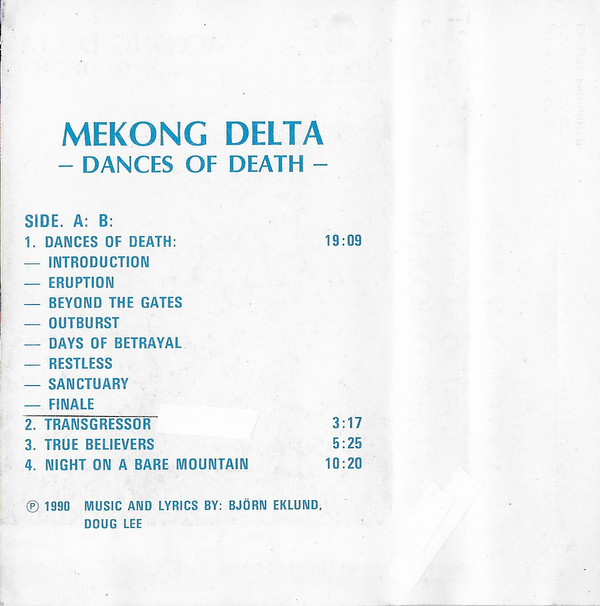 MEKONG DELTA
– DANCES OF DEATH –
SIDE. A: B:
1. DANCES OF DEATH: 19:09
— INTRODUCTION
— ERUPTION
— BEYOND THE GATES
— OUTBURST
— DAYS OF BETRAYAL
— RESTLESS
— SANCTUARY
— FINALE
2. TRANSGRESSOR 3:17
3. TRUE BELIEVERS 5:25
4. NIGHT ON A BARE MOUNTAIN 10:20
℗ 1990 MUSIC AND LYRICS BY: BJÖRN EKLUND,
DOUG LEE